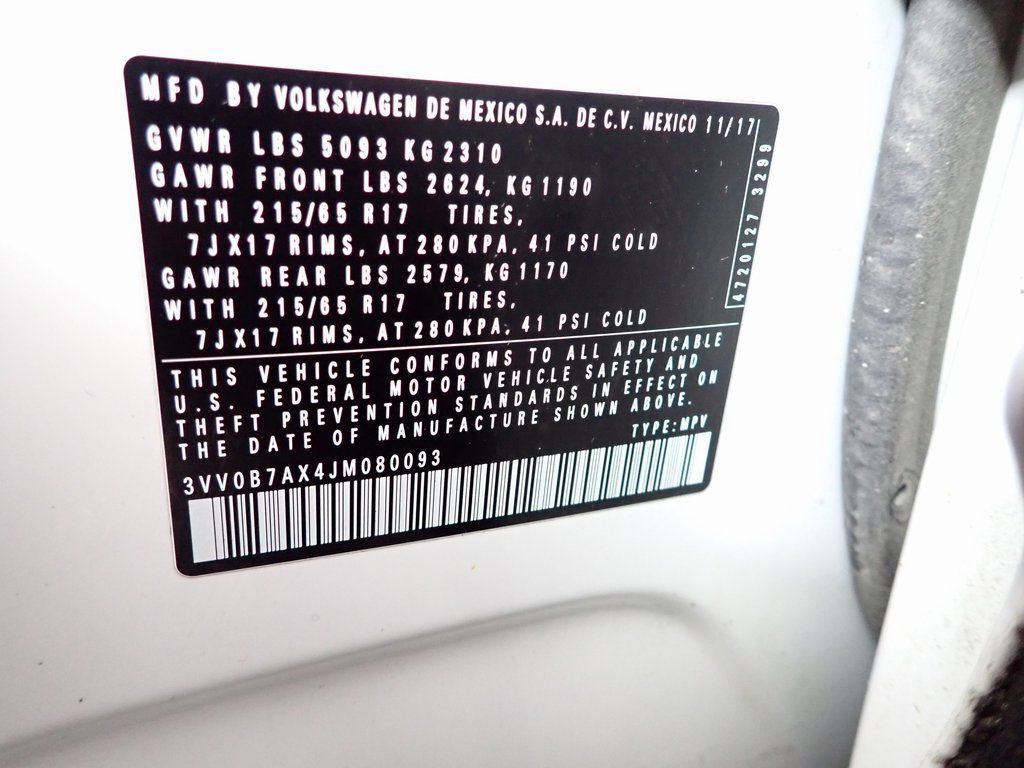 MFD BY VOLKSWAGEN DE MEXICO S.A. DE C.V. MEXICO 11/17
GVWR LBS 5093 KG 2310
GAWR FRONT LBS 2624, KG 1190
WITH 215/65 R17 TIRES,
7JX17 RIMS, AT 280 KPA, 41 PSI COLD
GAWR REAR LBS 2579, KG 1170
WITH 215/65 R17 TIRES,
7JX17 RIMS, AT 280 KPA, 41 PSI COLD
4720127 3299
THIS VEHICLE CONFORMS TO ALL APPLICABLE
U.S. FEDERAL MOTOR VEHICLE SAFETY AND
THEFT PREVENTION STANDARDS IN EFFECT ON
THE DATE OF MANUFACTURE SHOWN ABOVE.
TYPE: MPV
3VV0B7AX4JM080093